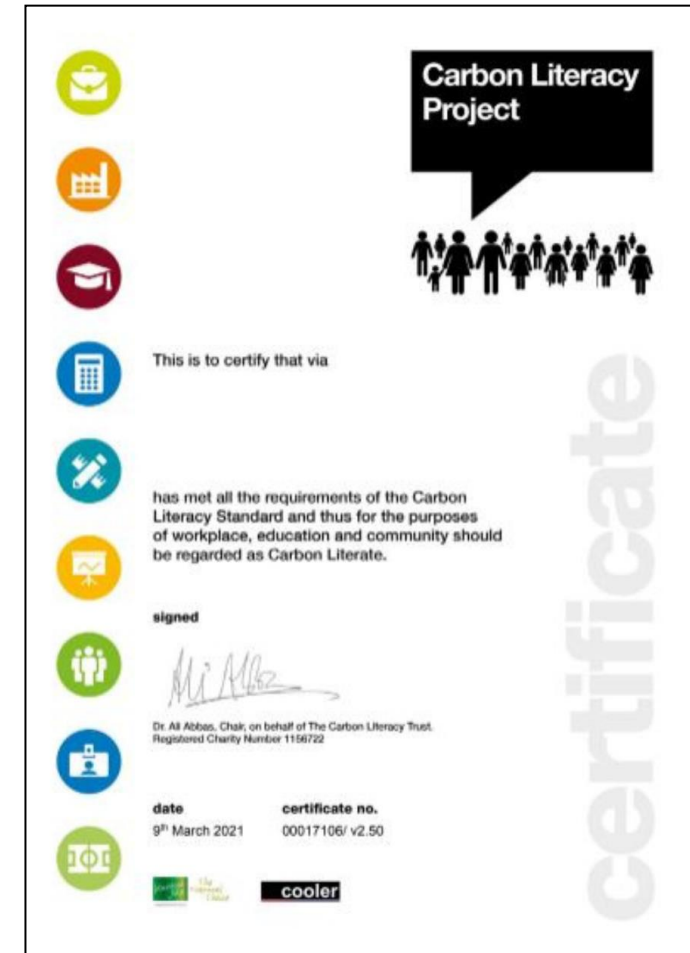 Carbon Literacy
Project
This is to certify that via
has met all the requirements of the Carbon
Literacy Standard and thus for the purposes
of workplace, education and community should
be regarded as Carbon Literate.
signed
Ali Abbas
Dr. Ali Abbas, Chair, on behalf of The Carbon Literacy Trust.
Registered Charity Number 1156722
date
certificate no.
9th March 2021
00017106/ v2.50
cooler
certificate